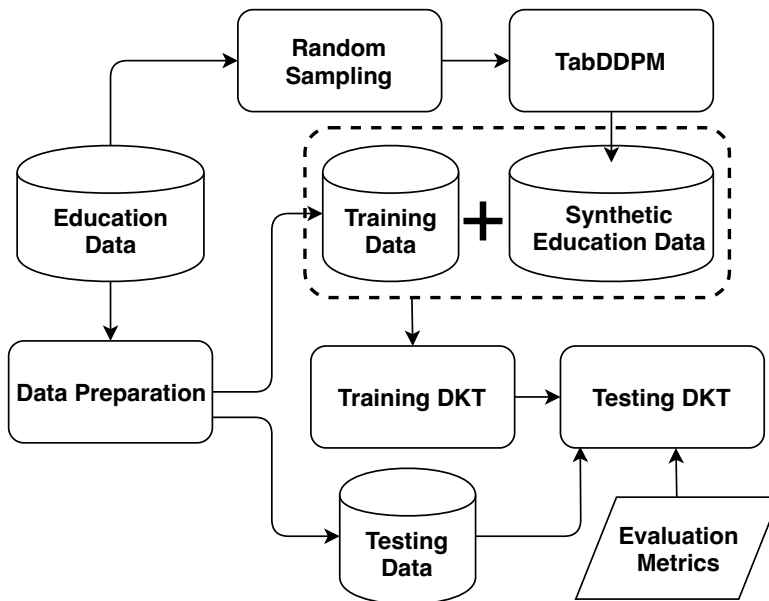 Random
Sampling
TabDDPM
Education
Data
Training
Data
+
Synthetic
Education Data
Data Preparation
Training DKT
Testing DKT
Testing
Data
Evaluation
Metrics